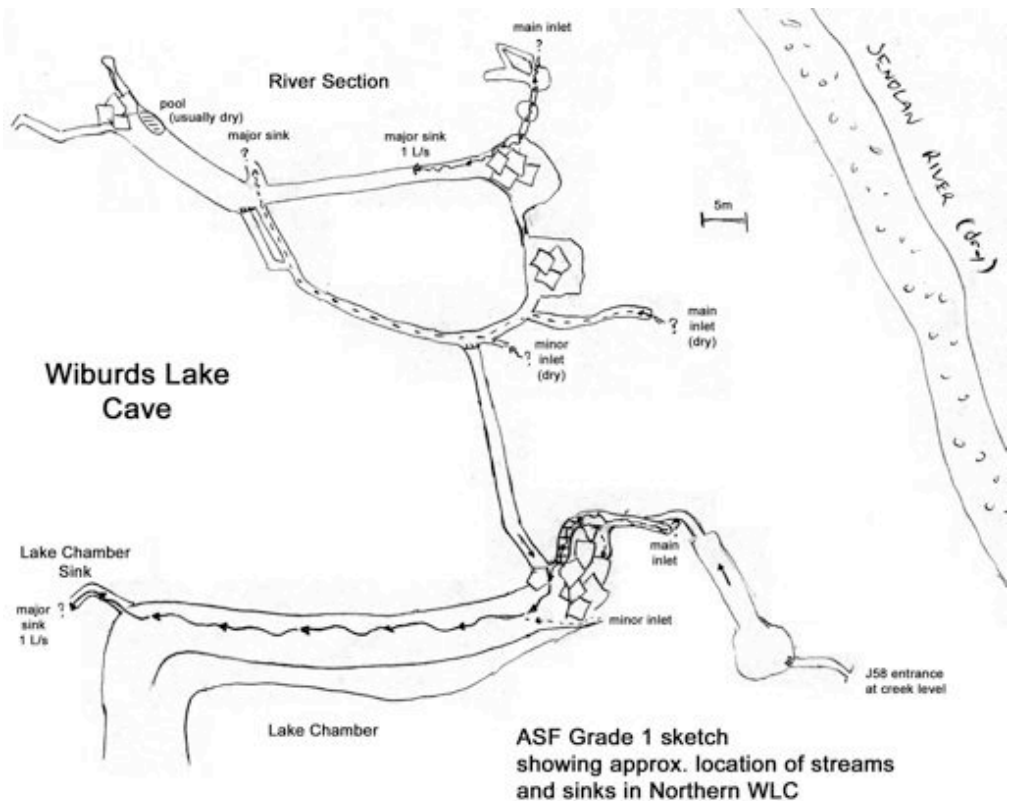 main inlet
?
River Section
pool
(usually dry)
major sink
?
major sink
1 L/s
JENOLAN
RIVER (dry)
5m
main
inlet
(dry)
?
minor
inlet
(dry)
?
Wiburds Lake
Cave
Lake Chamber
Sink
main
inlet
major
sink
1 L/s
?
minor inlet
J58 entrance
at creek level
Lake Chamber
ASF Grade 1 sketch
showing approx. location of streams
and sinks in Northern WLC